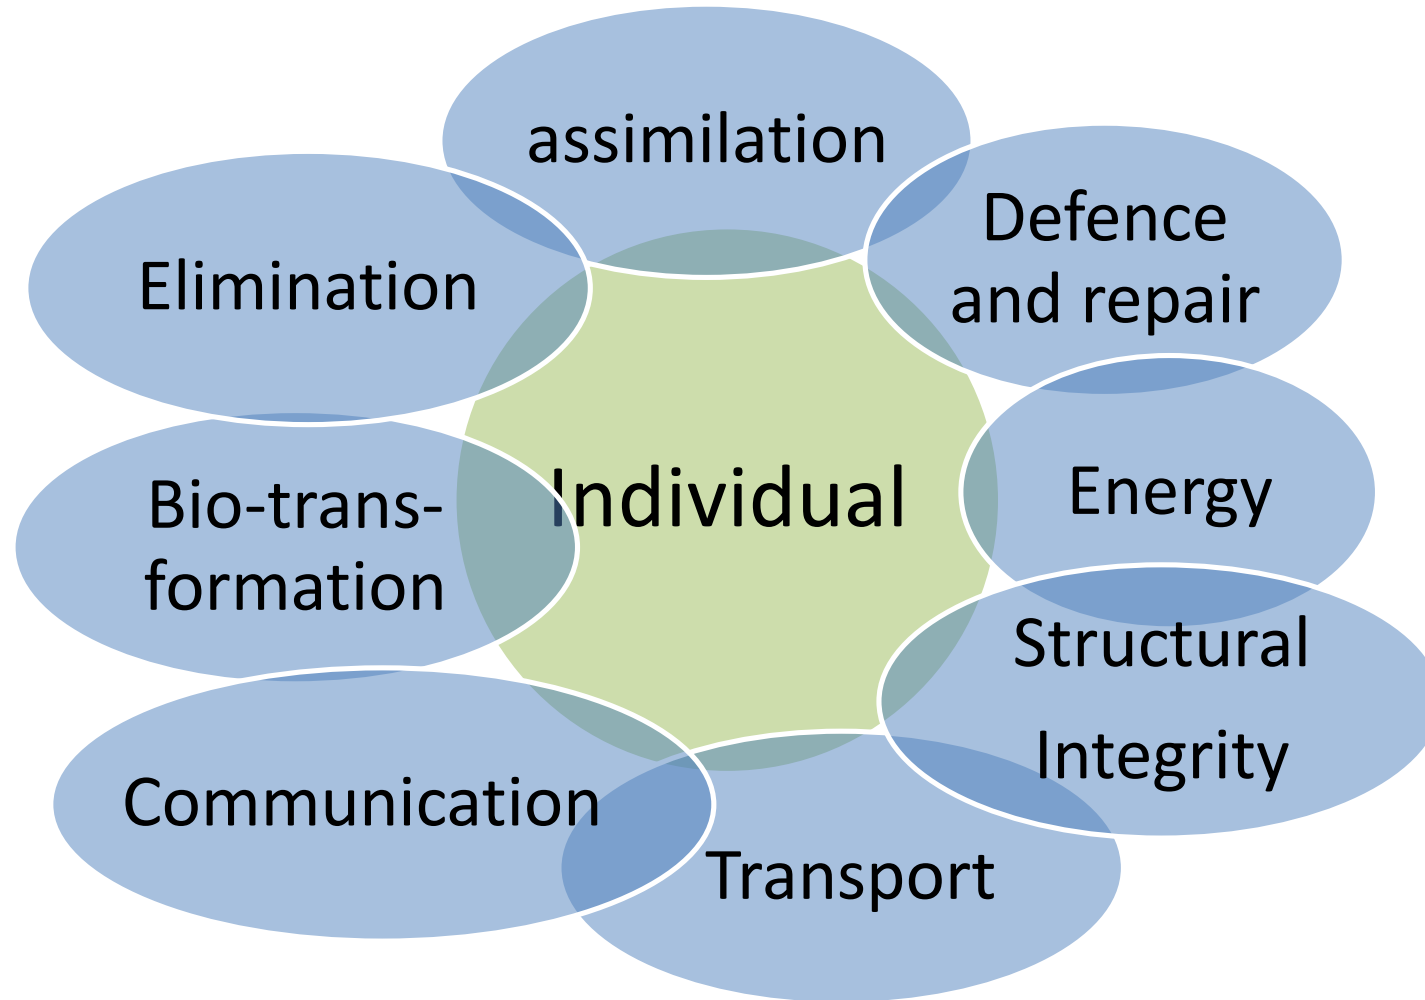 assimilation
Defence
and repair
Elimination
Individual
Energy
Bio-trans-
formation
Structural
Integrity
Communication
Transport